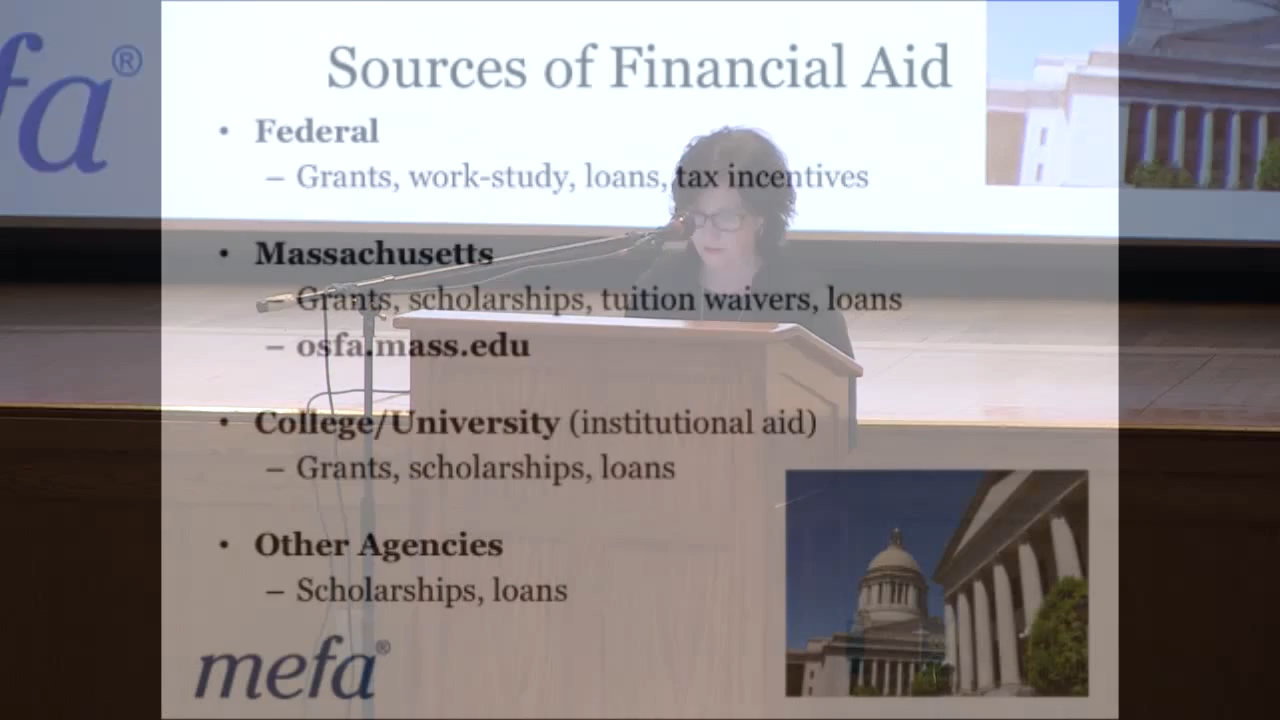 fa®
Sources of Financial Aid
• Federal
– Grants, work-study, loans, tax incentives
• Massachusetts
– Grants, scholarships, tuition waivers, loans
– osfa.mass.edu
• College/University (institutional aid)
– Grants, scholarships, loans
• Other Agencies
– Scholarships, loans
mefa®